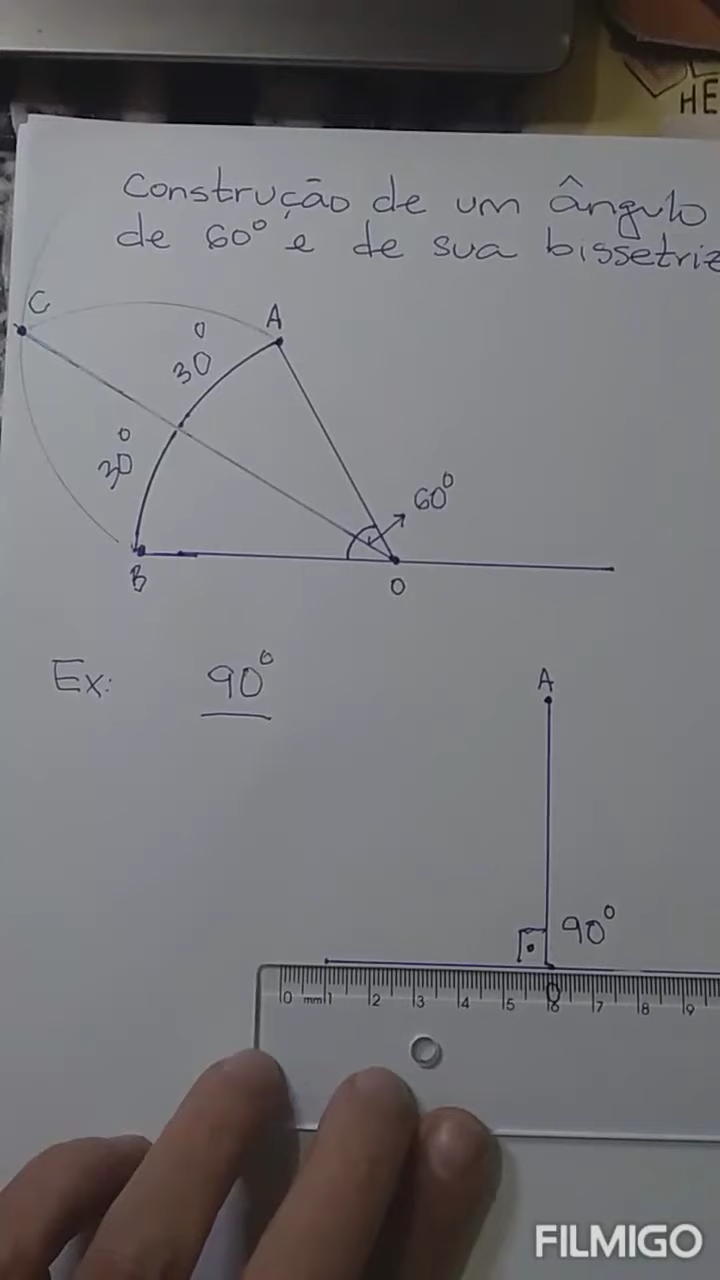 HE
Construção de um ângulo
de 60° e de sua bissetriz
C
A
30°
30°
60°
B
O
Ex: 90°
A
90°
O
0 mm 1 2 3 4 5 6 7 8 9
FILMIGO